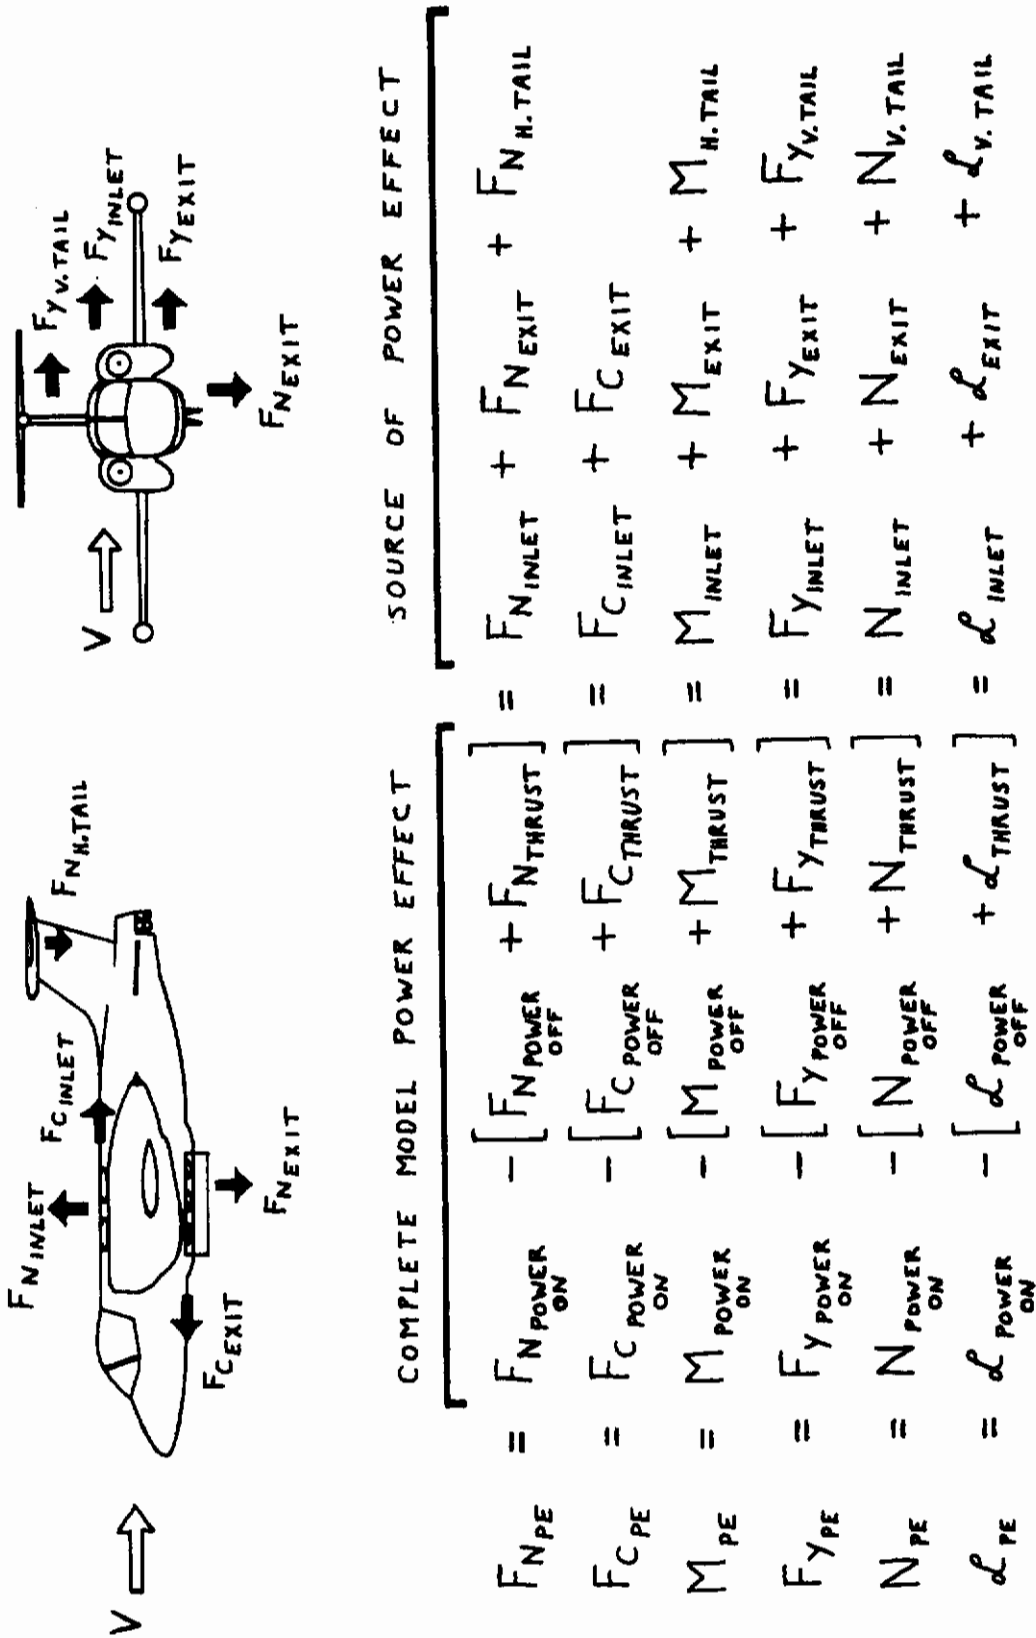 V
F_N INLET
F_C INLET
F_N H.TAIL
F_C EXIT
F_N EXIT
V
F_Y V.TAIL
F_Y INLET
F_Y EXIT
F_N EXIT
COMPLETE MODEL POWER EFFECT
SOURCE OF POWER EFFECT
F_N PE = F_N POWER ON - [F_N POWER OFF + F_N THRUST] = F_N INLET + F_N EXIT + F_N H.TAIL
F_C PE = F_C POWER ON - [F_C POWER OFF + F_C THRUST] = F_C INLET + F_C EXIT
M PE = M POWER ON - [M POWER OFF + M THRUST] = M INLET + M EXIT + M H.TAIL
F_Y PE = F_Y POWER ON - [F_Y POWER OFF + F_Y THRUST] = F_Y INLET + F_Y EXIT + F_Y V.TAIL
N PE = N POWER ON - [N POWER OFF + N THRUST] = N INLET + N EXIT + N V.TAIL
ℒ PE = ℒ POWER ON - [ℒ POWER OFF + ℒ THRUST] = ℒ INLET + ℒ EXIT + ℒ V.TAIL